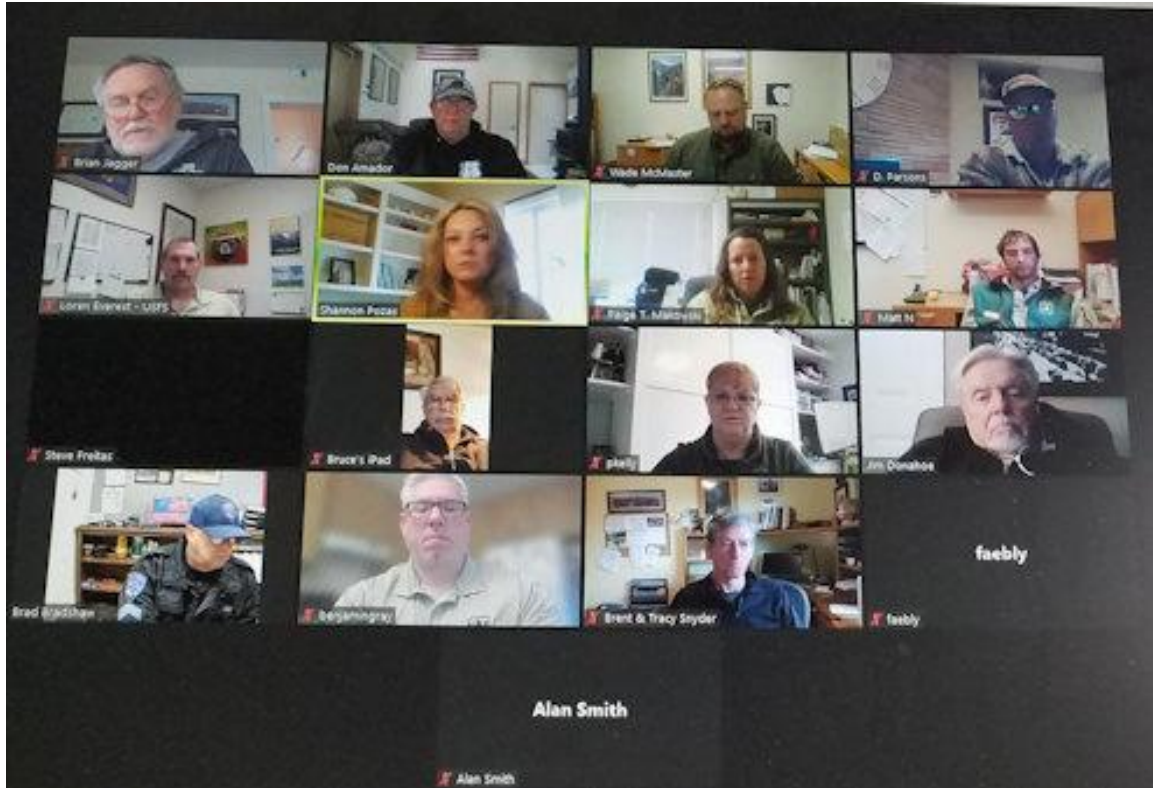 Brian Jagger
Don Amador
Wade McMaster
D. Parsons
Loren Everest - USFS
Shannon Pozas
Paige T.
Matt N
Steve Freitas
Bruce's iPad
pkelly
Jim Donahoe
Brad Bradshaw
benjamingray
Brent & Tracy Snyder
faebly
faebly
Alan Smith
Alan Smith